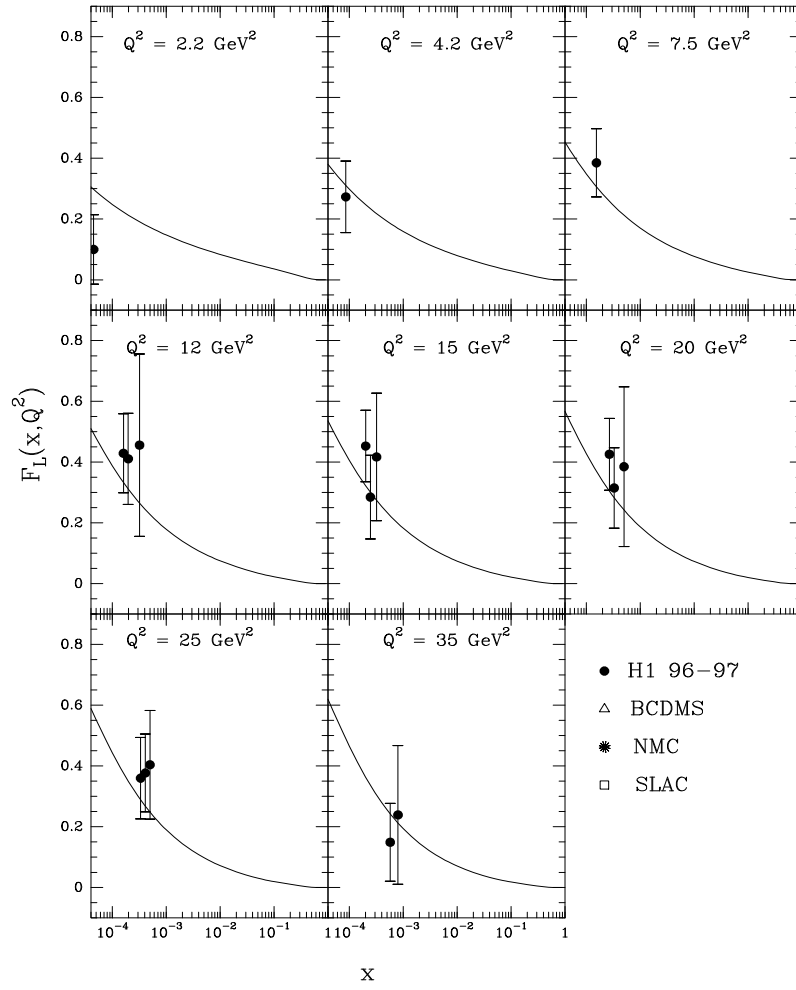 Q² = 2.2 GeV²
Q² = 4.2 GeV²
Q² = 7.5 GeV²
0.8
0.6
0.4
0.2
0
Q² = 12 GeV²
Q² = 15 GeV²
Q² = 20 GeV²
0.8
0.6
0.4
0.2
0
F_L(x,Q²)
Q² = 25 GeV²
Q² = 35 GeV²
0.8
0.6
0.4
0.2
0
H1 96−97
BCDMS
NMC
SLAC
10⁻⁴ 10⁻³ 10⁻² 10⁻¹ 1 10⁻⁴ 10⁻³ 10⁻² 10⁻¹ 1
x